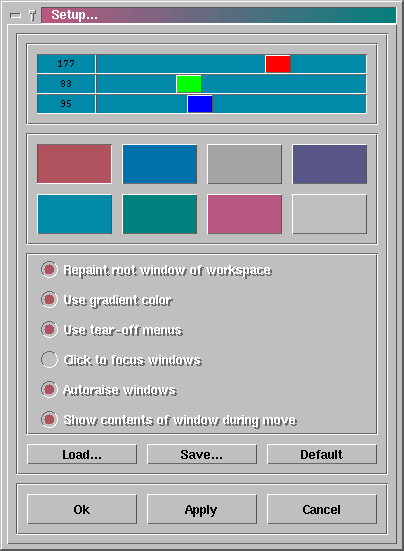 Setup...
177
83
95
Repaint root window of workspace
Use gradient color
Use tear-off menus
Click to focus windows
Autoraise windows
Show contents of window during move
Load... Save... Default
Ok Apply Cancel